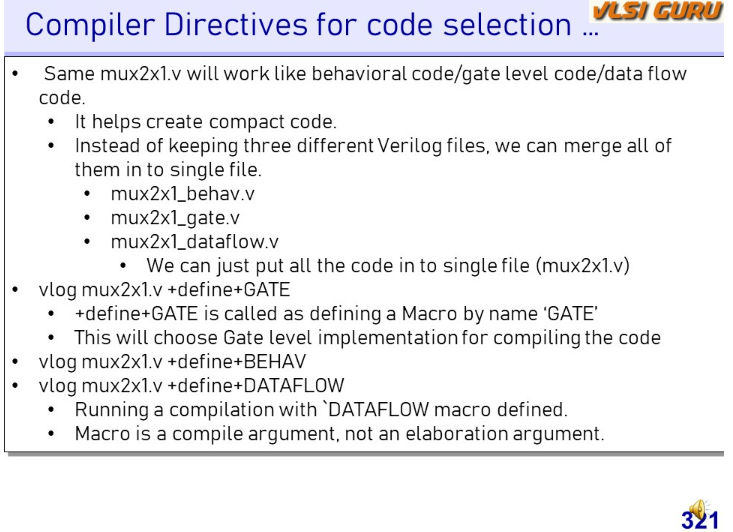 Compiler Directives for code selection ...
VLSI GURU
• Same mux2x1.v will work like behavioral code/gate level code/data flow
code.
• It helps create compact code.
• Instead of keeping three different Verilog files, we can merge all of
them in to single file.
• mux2x1_behav.v
• mux2x1_gate.v
• mux2x1_dataflow.v
• We can just put all the code in to single file (mux2x1.v)
• vlog mux2x1.v +define+GATE
• +define+GATE is called as defining a Macro by name ‘GATE’
• This will choose Gate level implementation for compiling the code
• vlog mux2x1.v +define+BEHAV
• vlog mux2x1.v +define+DATAFLOW
• Running a compilation with `DATAFLOW macro defined.
• Macro is a compile argument, not an elaboration argument.
321